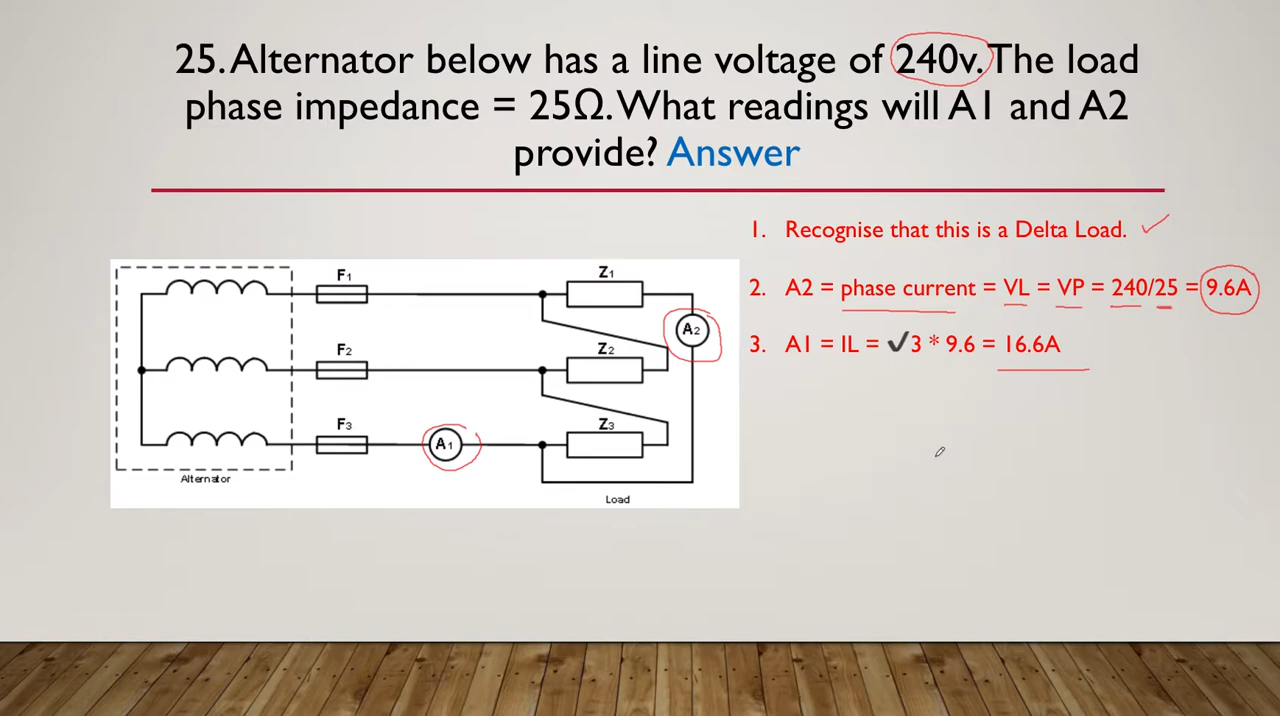 25. Alternator below has a line voltage of 240v. The load
phase impedance = 25Ω. What readings will A1 and A2
provide? Answer
1. Recognise that this is a Delta Load.
2. A2 = phase current = VL = VP = 240/25 = 9.6A
3. A1 = IL = ✔3 * 9.6 = 16.6A
F1
Z1
A2
F2
Z2
F3
A1
Z3
Alternator
Load